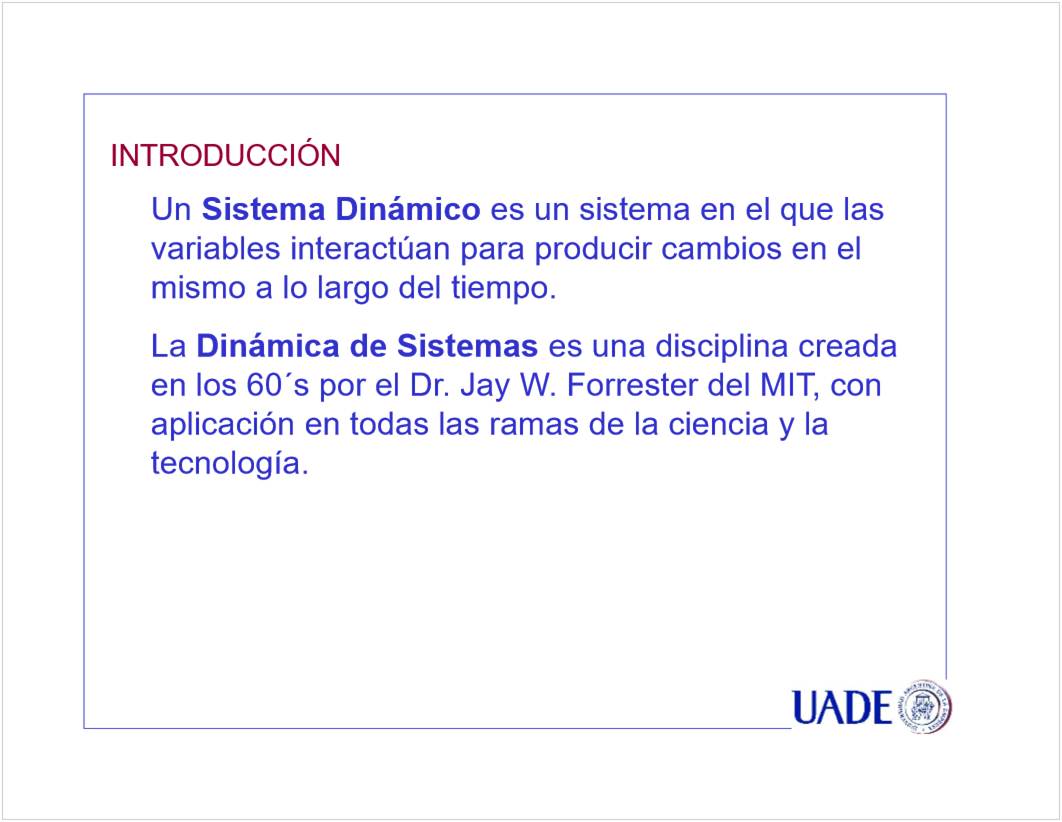 INTRODUCCIÓN
Un Sistema Dinámico es un sistema en el que las
variables interactúan para producir cambios en el
mismo a lo largo del tiempo.
La Dinámica de Sistemas es una disciplina creada
en los 60´s por el Dr. Jay W. Forrester del MIT, con
aplicación en todas las ramas de la ciencia y la
tecnología.
UADE